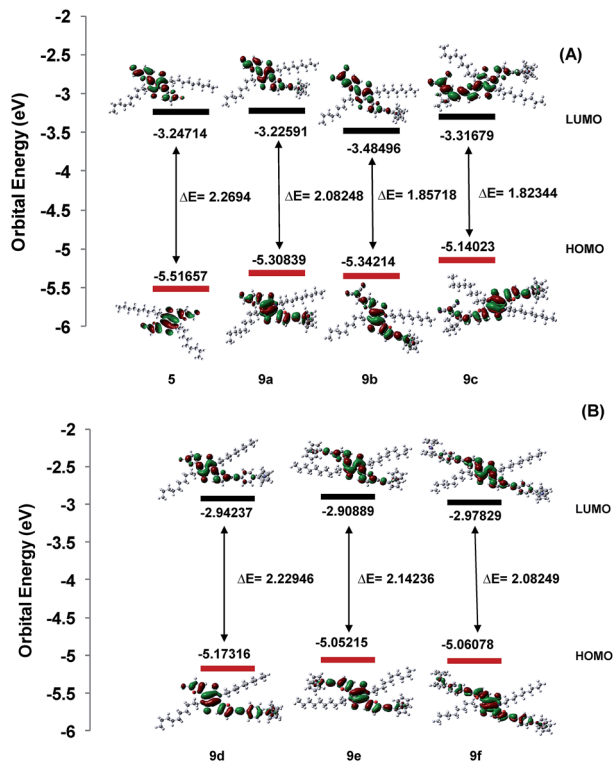 (A)
-2
-2.5
-3
-3.5
-4
-4.5
-5
-5.5
-6
Orbital Energy (eV)
-3.24714
-3.22591
-3.48496
-3.31679
LUMO
ΔE= 2.2694
ΔE= 2.08248
ΔE= 1.85718
ΔE= 1.82344
-5.51657
-5.30839
-5.34214
-5.14023
HOMO
5
9a
9b
9c
(B)
-2
-2.5
-3
-3.5
-4
-4.5
-5
-5.5
-6
Orbital Energy (eV)
-2.94237
-2.90889
-2.97829
LUMO
ΔE= 2.22946
ΔE= 2.14236
ΔE= 2.08249
-5.17316
-5.05215
-5.06078
HOMO
9d
9e
9f